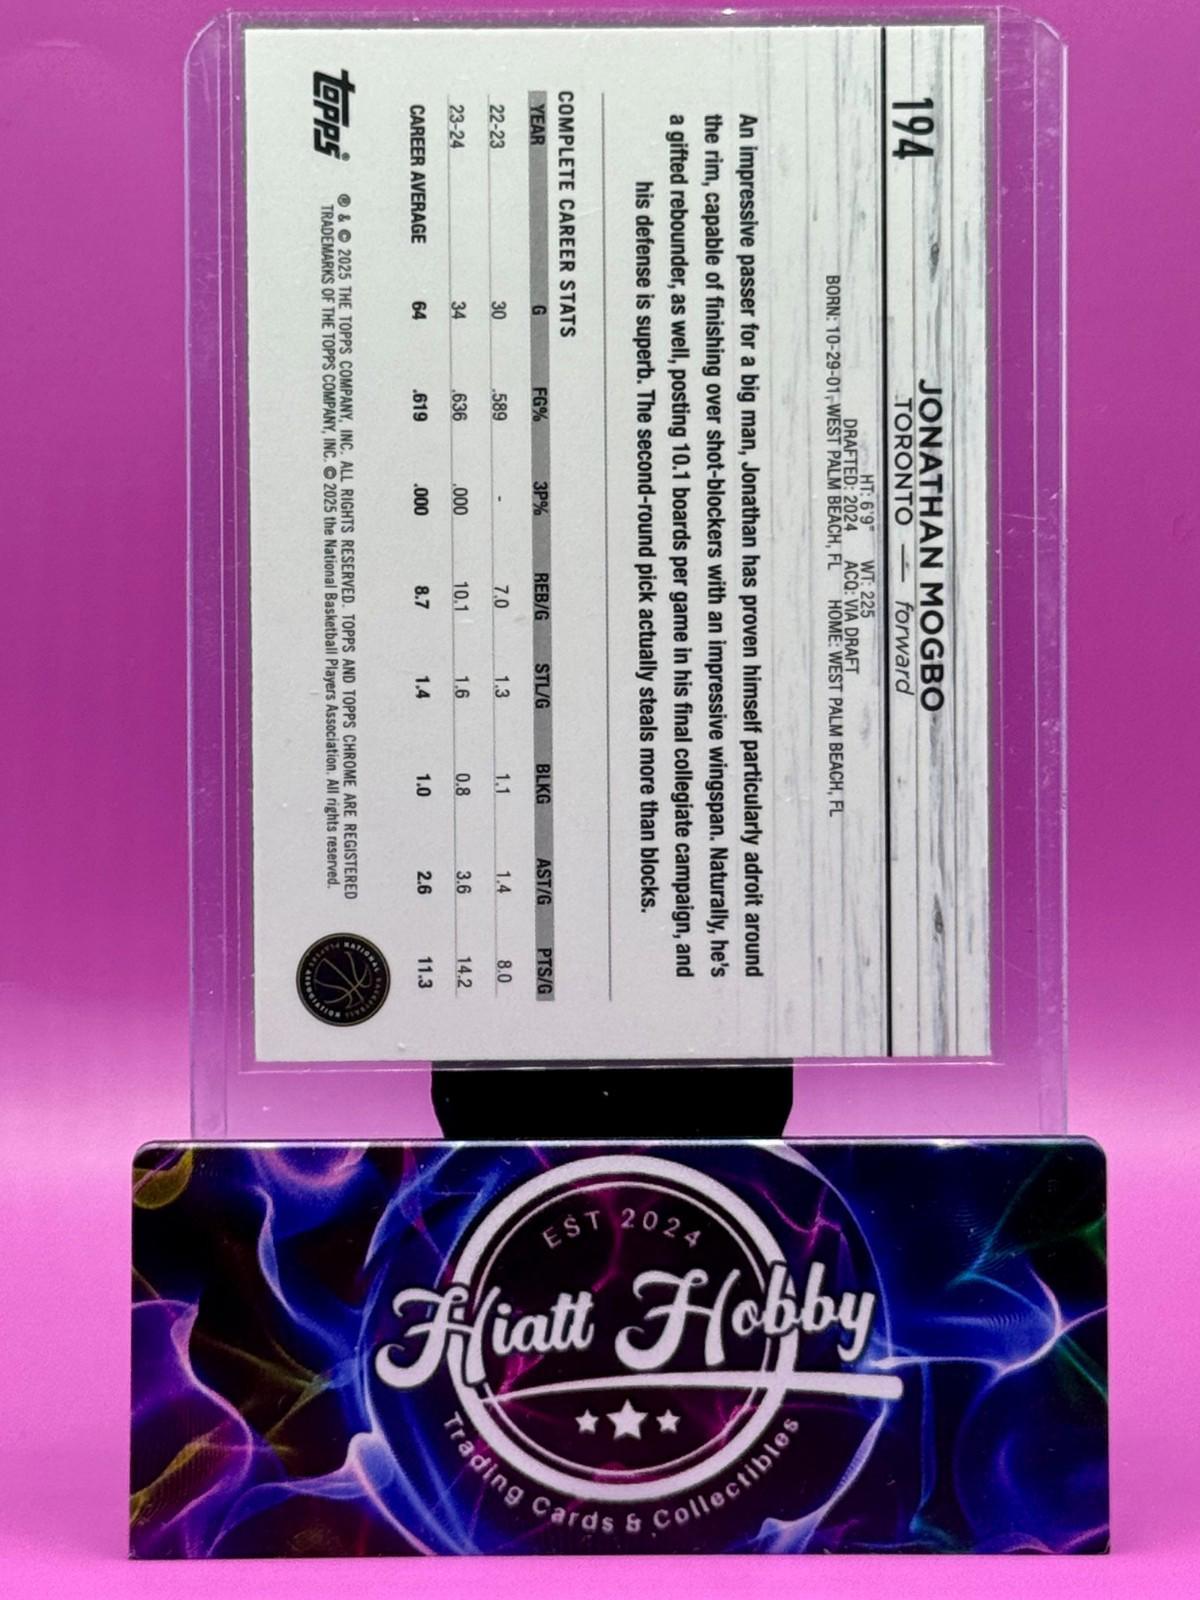 194
JONATHAN MOGBO
TORONTO — forward
HT: 6'9" WT: 225
DRAFTED: 2024 ACQ: VIA DRAFT
BORN: 10-29-01, WEST PALM BEACH, FL HOME: WEST PALM BEACH, FL
An impressive passer for a big man, Jonathan has proven himself particularly adroit around
the rim, capable of finishing over shot-blockers with an impressive wingspan. Naturally, he's
a gifted rebounder, as well, posting 10.1 boards per game in his final collegiate campaign, and
his defense is superb. The second-round pick actually steals more than blocks.
COMPLETE CAREER STATS
YEAR G FG% 3P% REB/G STL/G BLKG AST/G PTS/G
22-23 30 .589 - 7.0 1.3 1.1 1.4 8.0
23-24 34 .636 .000 10.1 1.6 0.8 3.6 14.2
CAREER AVERAGE 64 .619 .000 8.7 1.4 1.0 2.6 11.3
topps®
® & © 2025 THE TOPPS COMPANY, INC. ALL RIGHTS RESERVED. TOPPS AND TOPPS CHROME ARE REGISTERED
TRADEMARKS OF THE TOPPS COMPANY, INC. © 2025 the National Basketball Players Association. All rights reserved.
NATIONAL BASKETBALL
PLAYERS ASSOCIATION
EST 2024
Hiatt Hobby
Trading Cards & Collectibles